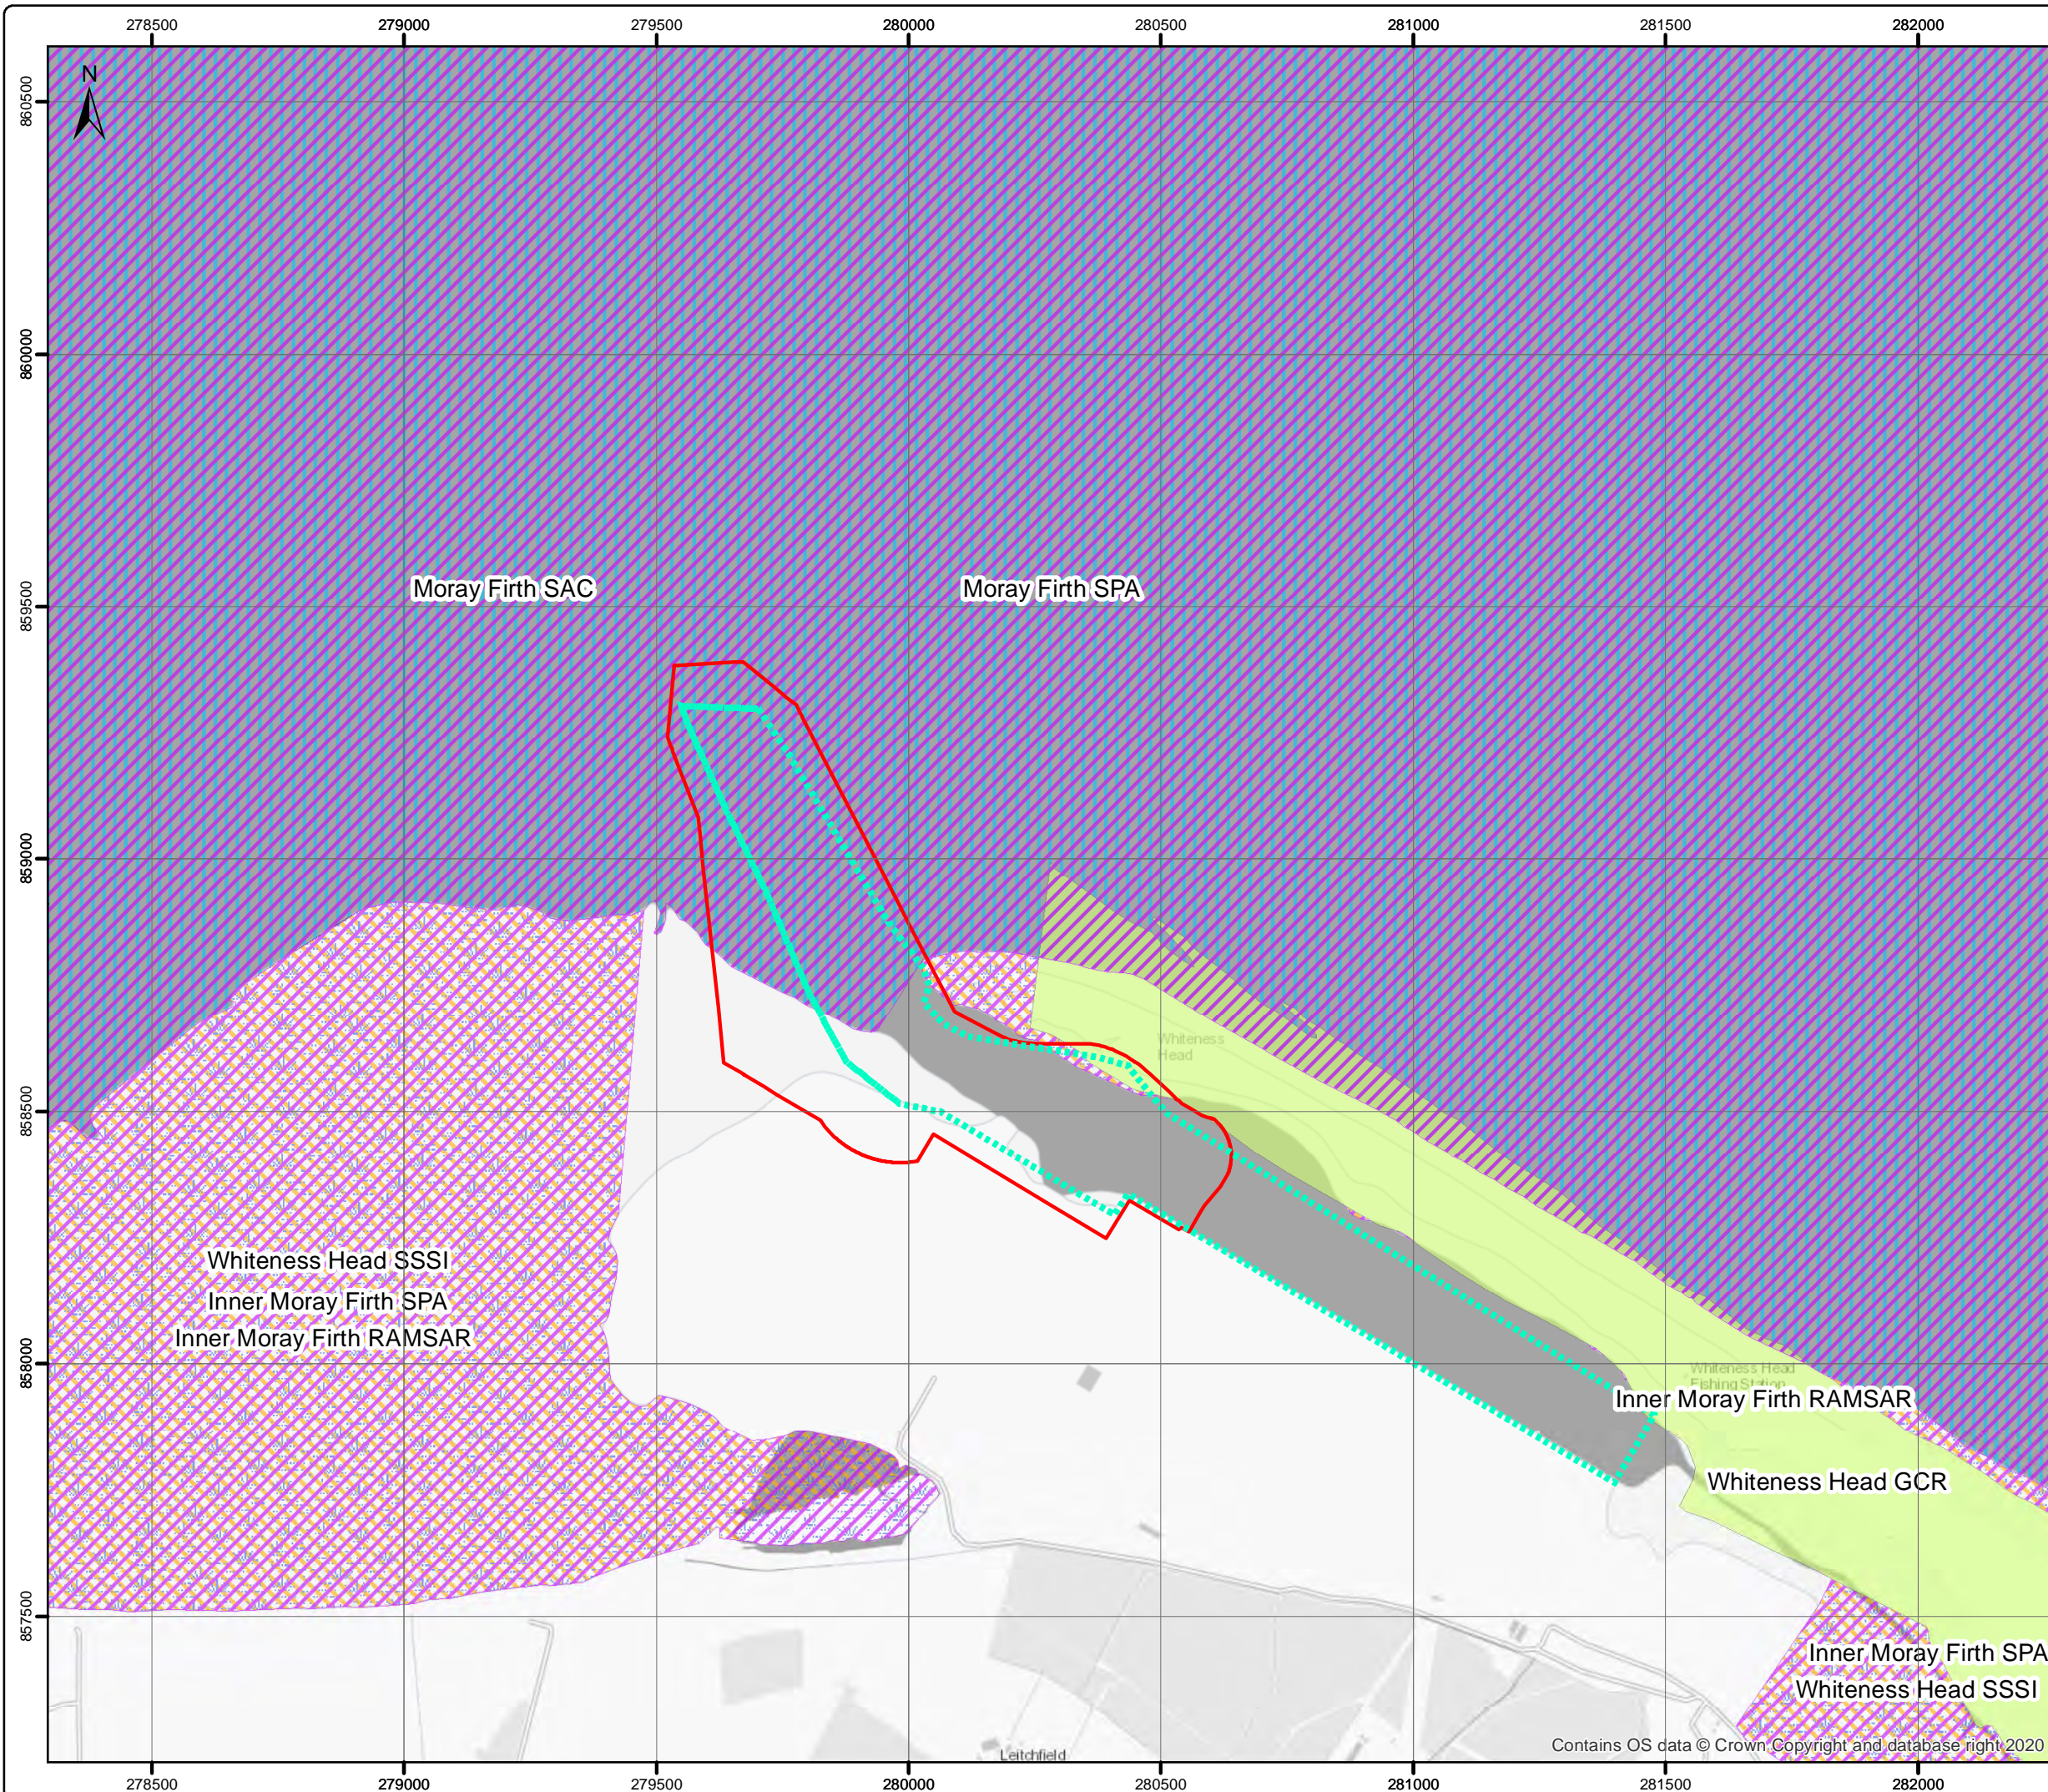 278500 279000 279500 280000 280500 281000 281500 282000
N
860500
860000
859500
859000
858500
858000
857500
Moray Firth SAC
Moray Firth SPA
Whiteness
Head
Whiteness Head SSSI
Inner Moray Firth SPA
Inner Moray Firth RAMSAR
Whiteness Head
Fishing Station
Inner Moray Firth RAMSAR
Whiteness Head GCR
Inner Moray Firth SPA
Whiteness Head SSSI
Leitchfield
Contains OS data © Crown Copyright and database right 2020
278500 279000 279500 280000 280500 281000 281500 282000